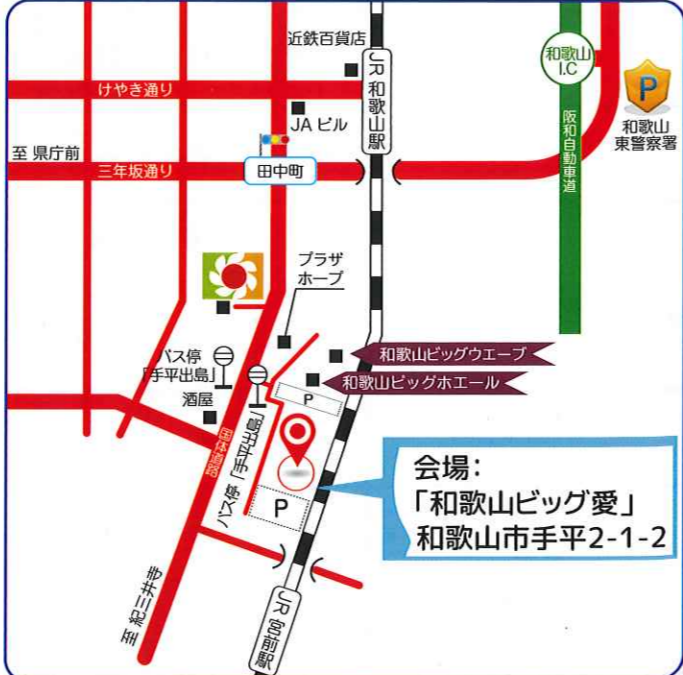 近鉄百貨店
JR和歌山駅
和歌山
I.C
P
和歌山
東警察署
けやき通り
JA ビル
阪和自動車道
至 県庁前
三年坂通り
田中町
プラザ
ホープ
バス停
「手平出島」
酒屋
和歌山ビッグウエーブ
和歌山ビッグホエール
P
国体道路
バス停「手平出島」
P
会場:
「和歌山ビッグ愛」
和歌山市手平2-1-2
至 紀三井寺
JR宮前駅